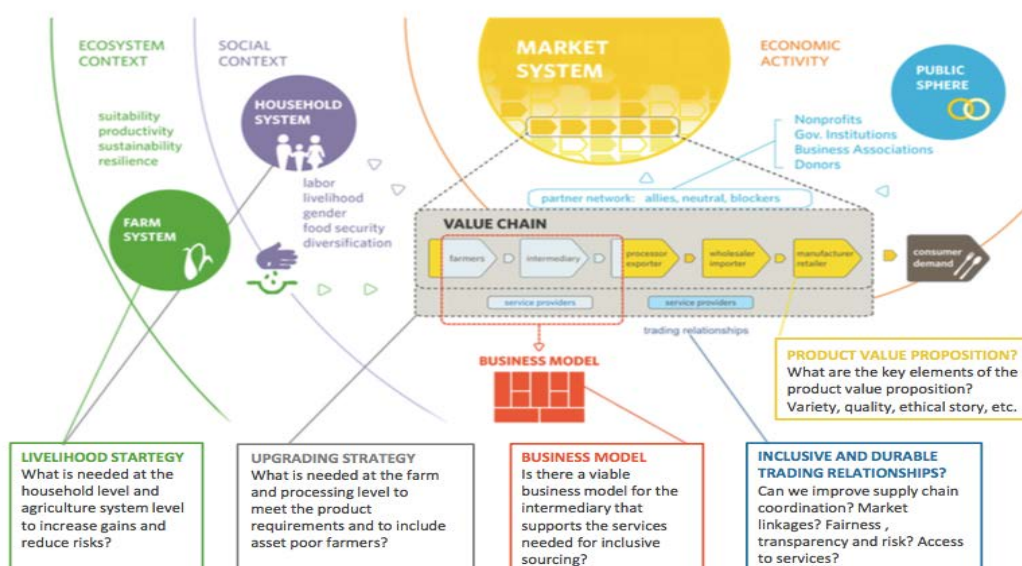 ECOSYSTEM
CONTEXT
SOCIAL
CONTEXT
MARKET
SYSTEM
ECONOMIC
ACTIVITY
PUBLIC
SPHERE
HOUSEHOLD
SYSTEM
suitability
productivity
sustainability
resilience
Nonprofits
Gov. Institutions
Business Associations
Donors
labor
livelihood
gender
food security
diversification
FARM
SYSTEM
partner network: allies, neutral, blockers
VALUE CHAIN
farmers
intermediary
processor
exporter
wholesaler
importer
manufacturer
retailer
consumer
demand
service providers
service providers
trading relationships
BUSINESS MODEL
PRODUCT VALUE PROPOSITION?
What are the key elements of the
product value proposition?
Variety, quality, ethical story, etc.
LIVELIHOOD STARTEGY
What is needed at the
household level and
agriculture system level
to increase gains and
reduce risks?
UPGRADING STRATEGY
What is needed at the farm
and processing level to
meet the product
requirements and to include
asset poor farmers?
BUSINESS MODEL
Is there a viable
business model for the
intermediary that
supports the services
needed for inclusive
sourcing?
INCLUSIVE AND DURABLE
TRADING RELATIONSHIPS?
Can we improve supply chain
coordination? Market
linkages? Fairness ,
transparency and risk? Access
to services?